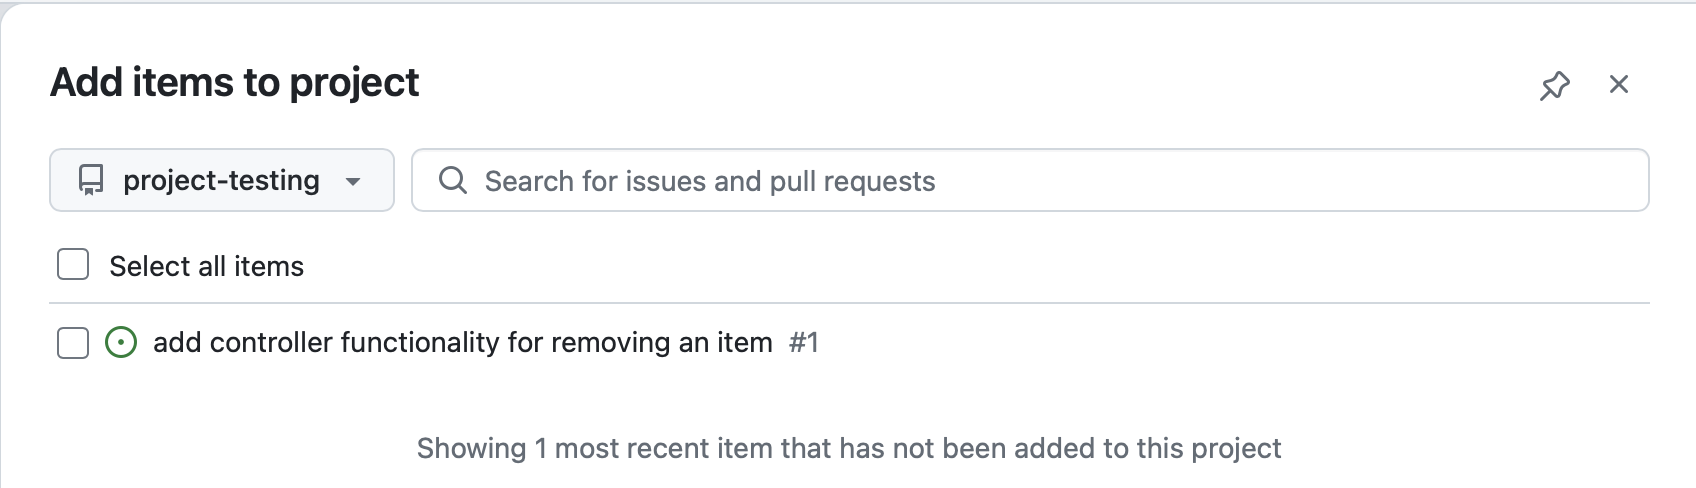 Add items to project
project-testing
Search for issues and pull requests
Select all items
add controller functionality for removing an item #1
Showing 1 most recent item that has not been added to this project